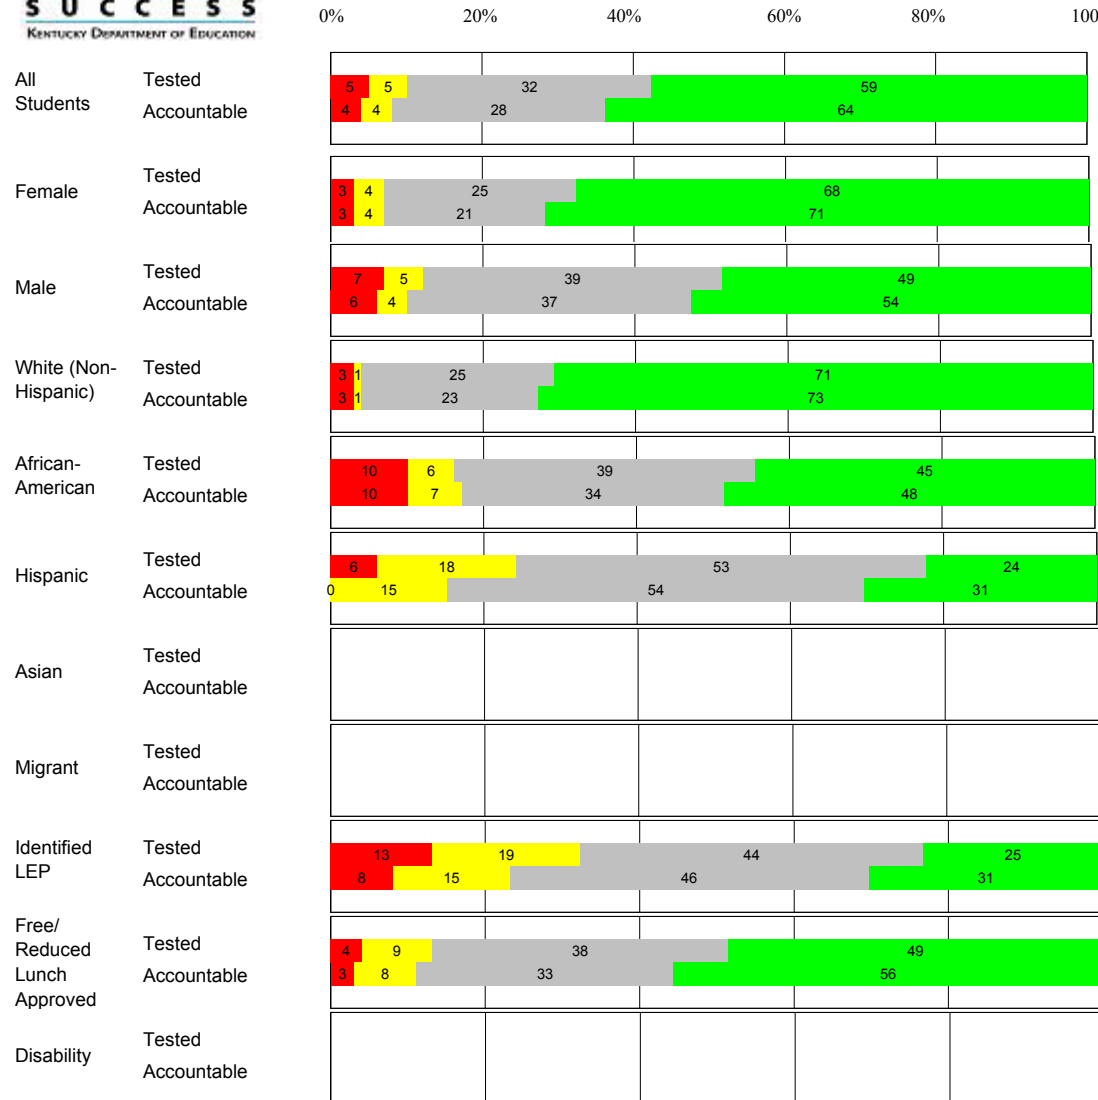 S U C C E S S
KENTUCKY DEPARTMENT OF EDUCATION
0% 20% 40% 60% 80% 100
All Students
Tested 5 5 32 59
Accountable 4 4 28 64
Female
Tested 3 4 25 68
Accountable 3 4 21 71
Male
Tested 7 5 39 49
Accountable 6 4 37 54
White (Non-
Hispanic)
Tested 3 1 25 71
Accountable 3 1 23 73
African-
American
Tested 10 6 39 45
Accountable 10 7 34 48
Hispanic
Tested 6 18 53 24
Accountable 0 15 54 31
Asian
Tested
Accountable
Migrant
Tested
Accountable
Identified
LEP
Tested 13 19 44 25
Accountable 8 15 46 31
Free/
Reduced
Lunch
Approved
Tested 4 9 38 49
Accountable 3 8 33 56
Disability
Tested
Accountable